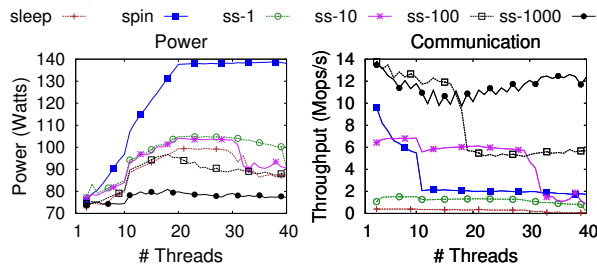 sleep spin ss-1 ss-10 ss-100 ss-1000
Power Communication
Power (Watts)
140
130
120
110
100
90
80
70
1 10 20 30 40
# Threads
Throughput (Mops/s)
14
12
10
8
6
4
2
0
1 10 20 30 40
# Threads